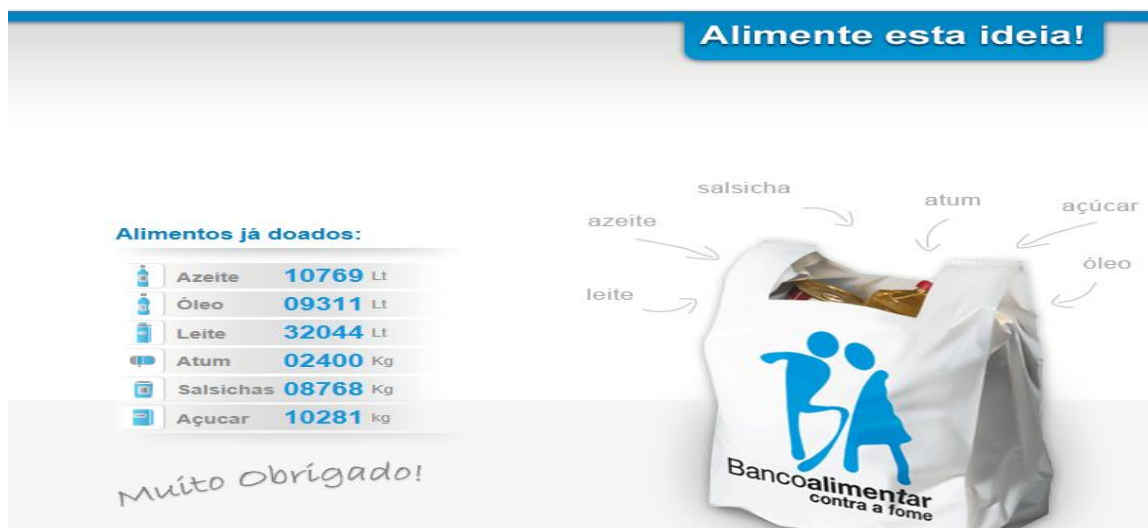 Alimente esta ideia!
salsicha
atum
açúcar
azeite
óleo
leite
Alimentos já doados:
Azeite 10769 Lt
Óleo 09311 Lt
Leite 32044 Lt
Atum 02400 Kg
Salsichas 08768 Kg
Açucar 10281 kg
Muito Obrigado!
BA
Bancoalimentar
contra a fome